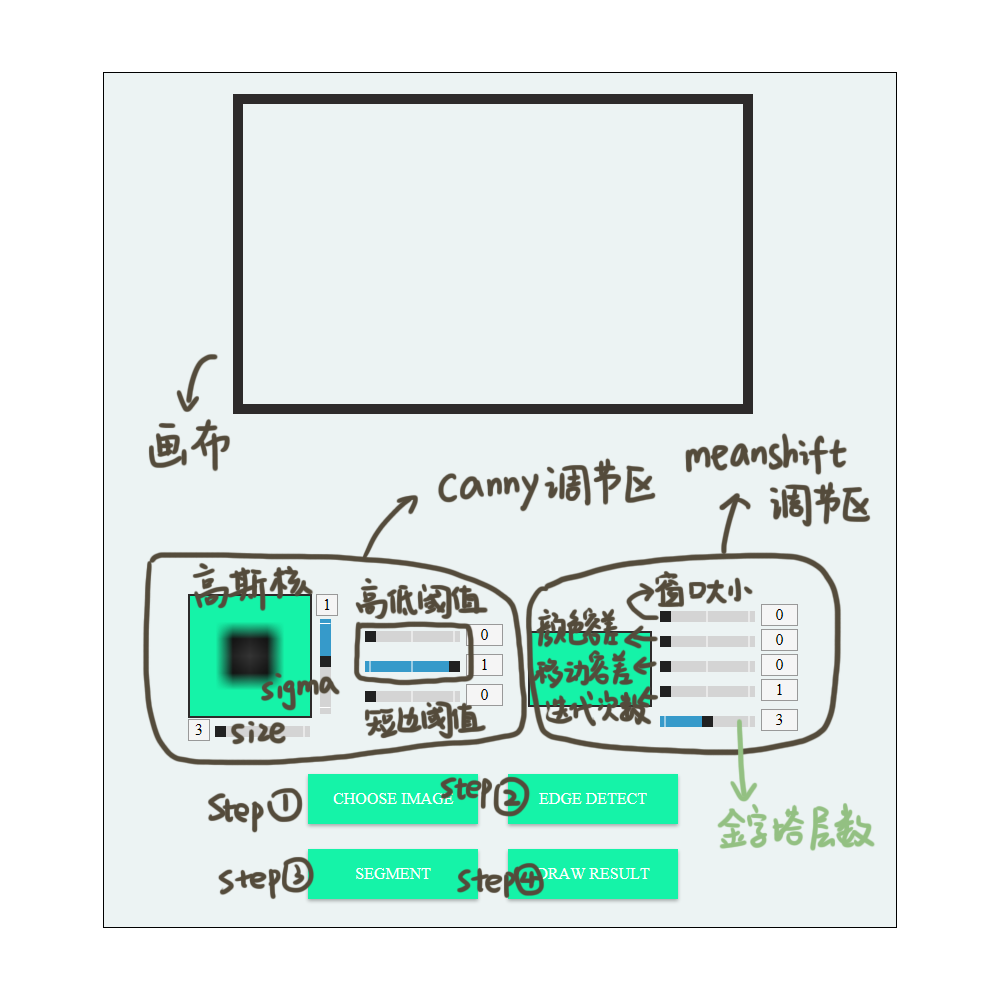 画布
canny调节区
meanshift
调节区
高斯核
1
sigma
3
size
高低阈值
0
1
0
短边阈值
窗口大小
0
颜色容差
0
移动容差
0
迭代次数
1
3
金字塔层数
step①
CHOOSE IMAGE
step②
EDGE DETECT
step③
SEGMENT
step④
DRAW RESULT